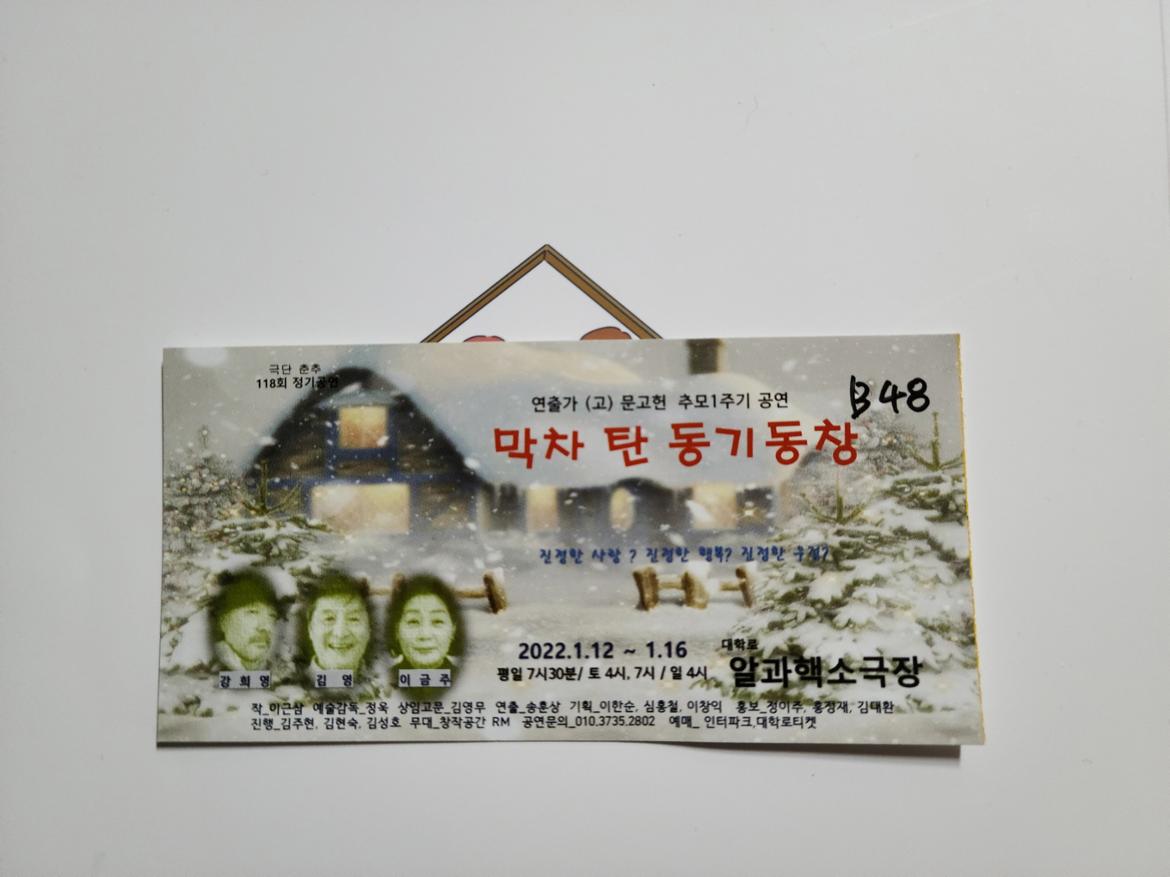 극단 춘추
118회 정기공연
연출가 (고) 문고헌 추모1주기 공연
B 48
막차 탄 동기동창
진정한 사랑 ? 진정한 행복? 진정한 우정?
강희영
김영
이금주
2022.1.12 ~ 1.16
평일 7시30분/ 토 4시, 7시 / 일 4시
대학로
알과핵소극장
작_이근삼 예술감독_정욱 상임고문_김영무 연출_송훈상 기획_이한순, 심홍철, 이창익 홍보_정이주, 홍정재, 김태환
진행_김주현, 김현숙, 김성호 무대_창작공간 RM 공연문의_010.3735.2802 예매_ 인터파크,대학로티켓